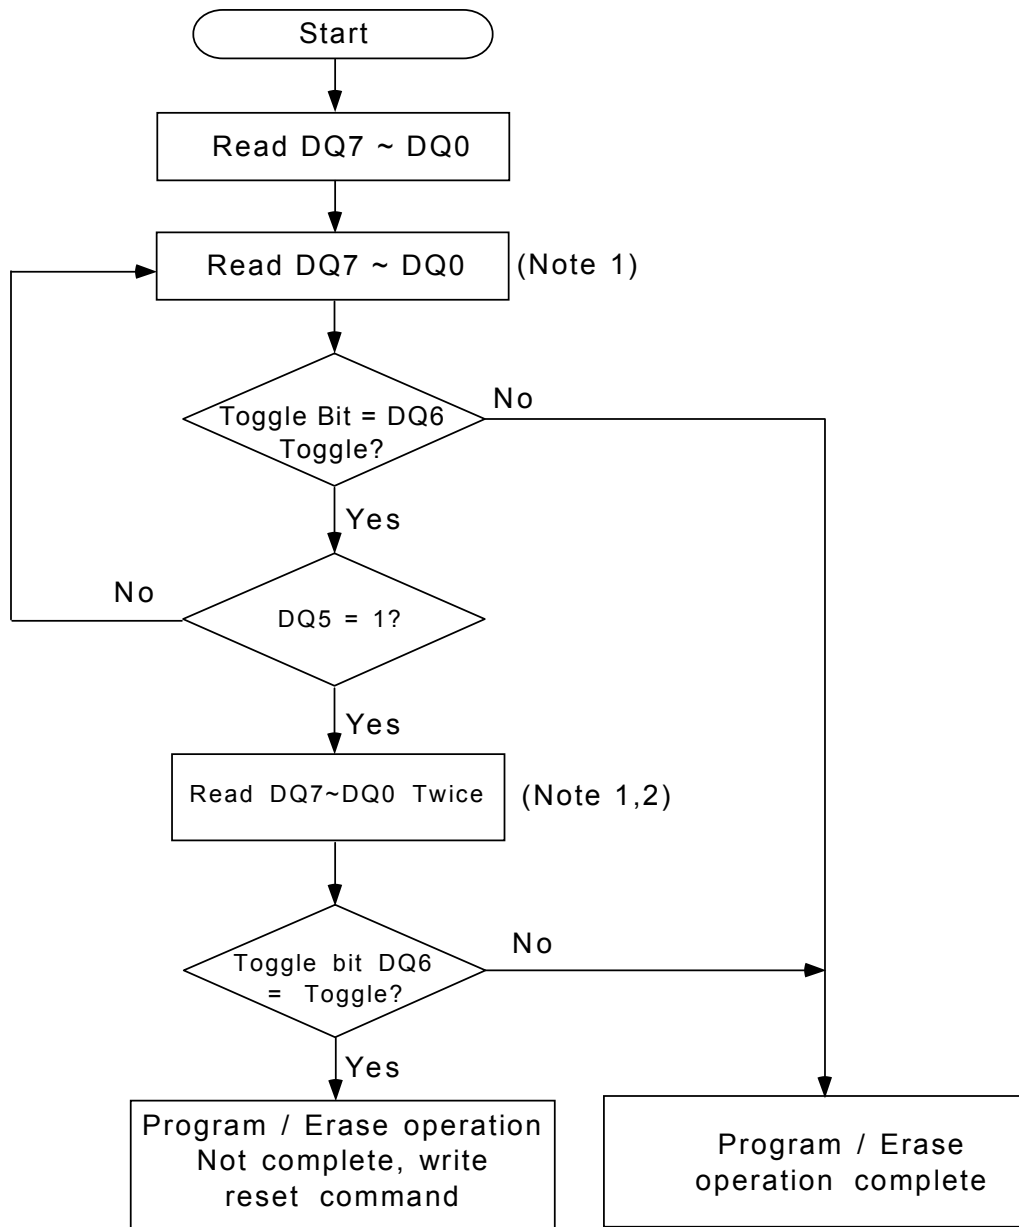 Start
Read DQ7 ~ DQ0
Read DQ7 ~ DQ0
(Note 1)
Toggle Bit = DQ6
Toggle?
No
Yes
No
DQ5 = 1?
Yes
Read DQ7~DQ0 Twice
(Note 1,2)
Toggle bit DQ6
= Toggle?
No
Yes
Program / Erase operation
Not complete, write
reset command
Program / Erase
operation complete